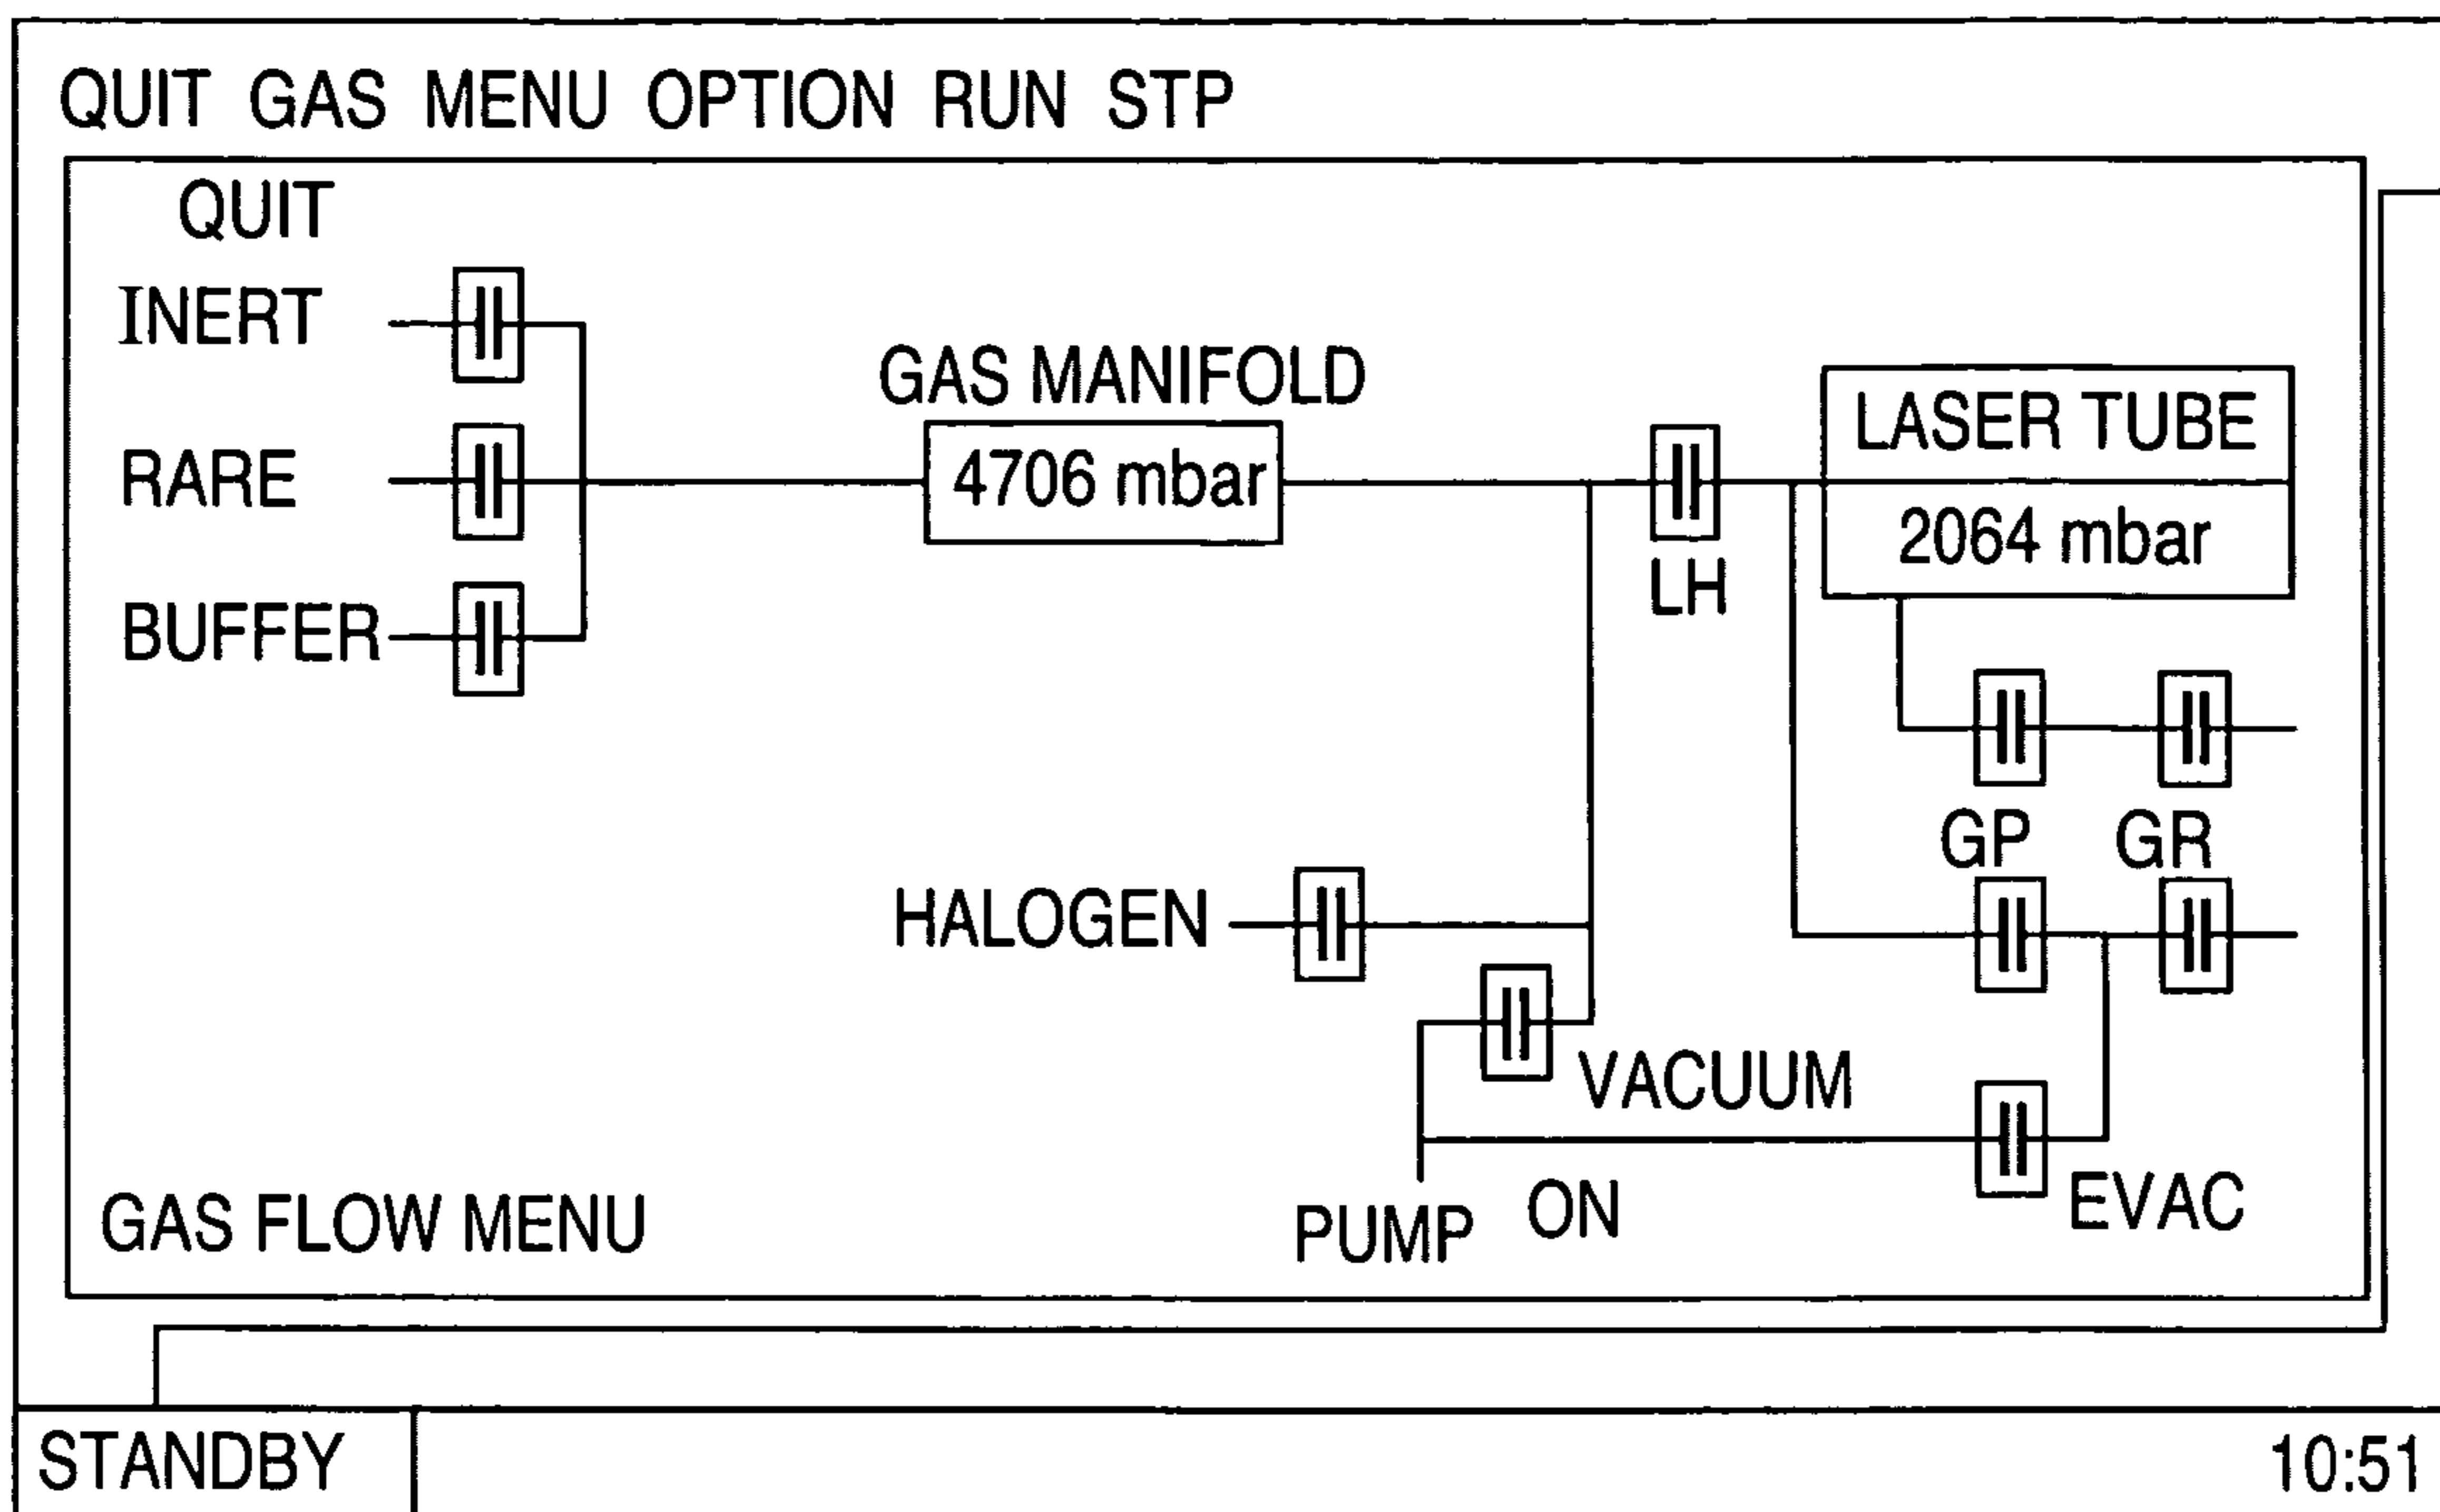 QUIT GAS MENU OPTION RUN STP
QUIT
INERT
GAS MANIFOLD
RARE
4706 mbar
LASER TUBE
2064 mbar
LH
BUFFER
GP GR
HALOGEN
VACUUM
EVAC
PUMP ON
GAS FLOW MENU
STANDBY
10:51